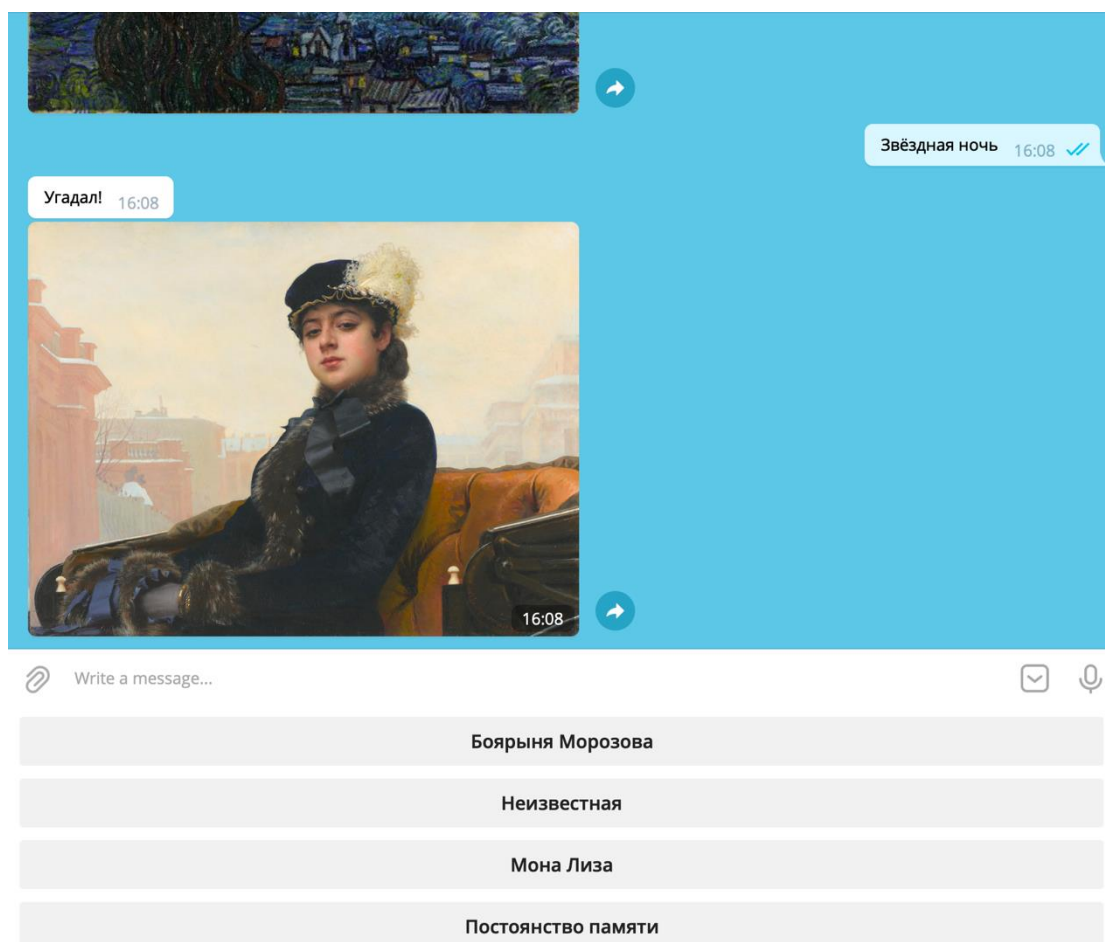 Звёздная ночь 16:08
Угадал! 16:08
16:08
Write a message...
Боярыня Морозова
Неизвестная
Мона Лиза
Постоянство памяти